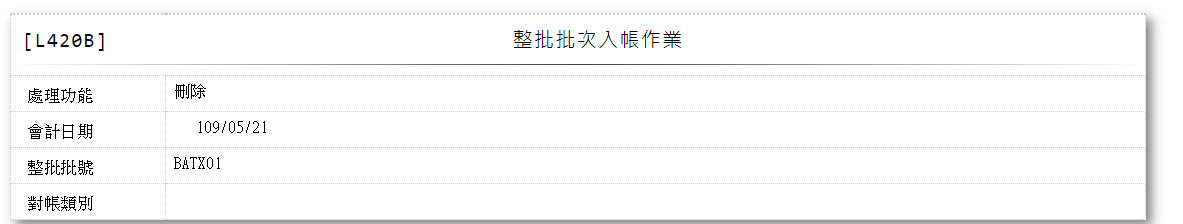 [L420B] 整批批次入帳作業
處理功能 刪除
會計日期 109/05/21
整批批號 BATX01
對帳類別